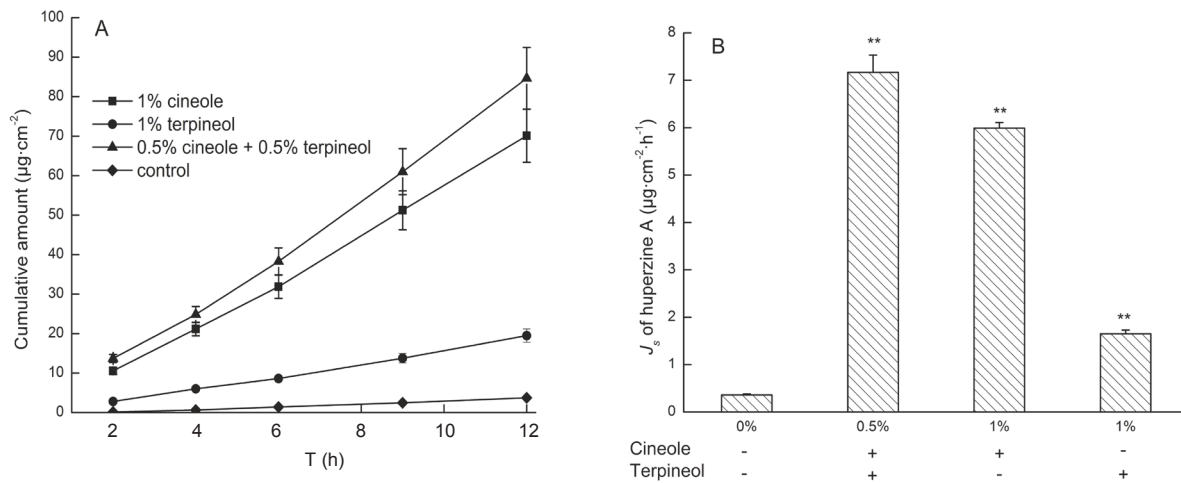 A
Cumulative amount (µg·cm⁻²)
100
90
80
70
60
50
40
30
20
10
0
1% cineole
1% terpineol
0.5% cineole + 0.5% terpineol
control
2 4 6 8 10 12
T (h)
B
Jₛ of huperzine A (µg·cm⁻²·h⁻¹)
8
7
6
5
4
3
2
1
0
**
**
**
0% 0.5% 1% 1%
Cineole - + + -
Terpineol - + - +